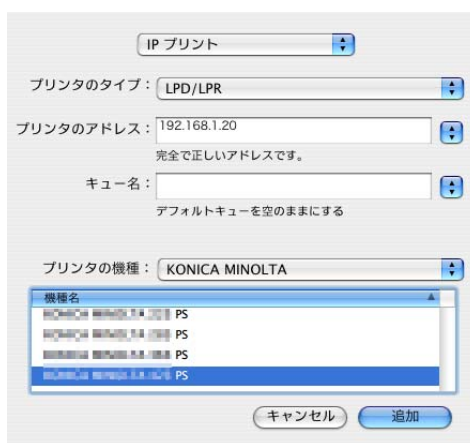 IP プリント
プリンタのタイプ： LPD/LPR
プリンタのアドレス： 192.168.1.20
完全で正しいアドレスです。
キュー名：
デフォルトキューを空のままにする
プリンタの機種： KONICA MINOLTA
機種名
PS
PS
PS
PS
キャンセル 追加